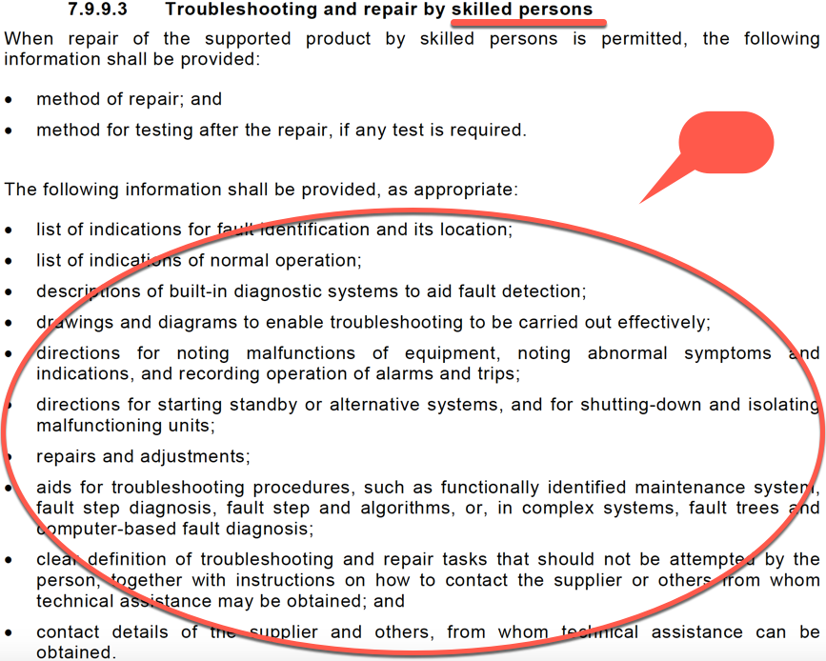 7.9.9.3 Troubleshooting and repair by skilled persons
When repair of the supported product by skilled persons is permitted, the following
information shall be provided:
• method of repair; and
• method for testing after the repair, if any test is required.
The following information shall be provided, as appropriate:
• list of indications for fault identification and its location;
• list of indications of normal operation;
• descriptions of built-in diagnostic systems to aid fault detection;
• drawings and diagrams to enable troubleshooting to be carried out effectively;
• directions for noting malfunctions of equipment, noting abnormal symptoms and
indications, and recording operation of alarms and trips;
• directions for starting standby or alternative systems, and for shutting-down and isolating
malfunctioning units;
• repairs and adjustments;
• aids for troubleshooting procedures, such as functionally identified maintenance system,
fault step diagnosis, fault step and algorithms, or, in complex systems, fault trees and
computer-based fault diagnosis;
• clear definition of troubleshooting and repair tasks that should not be attempted by the
person, together with instructions on how to contact the supplier or others from whom
technical assistance may be obtained; and
• contact details of the supplier and others, from whom technical assistance can be
obtained.